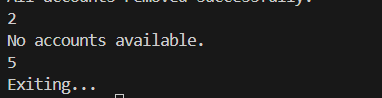 All accounts removed successfully.
2
No accounts available.
5
Exiting...